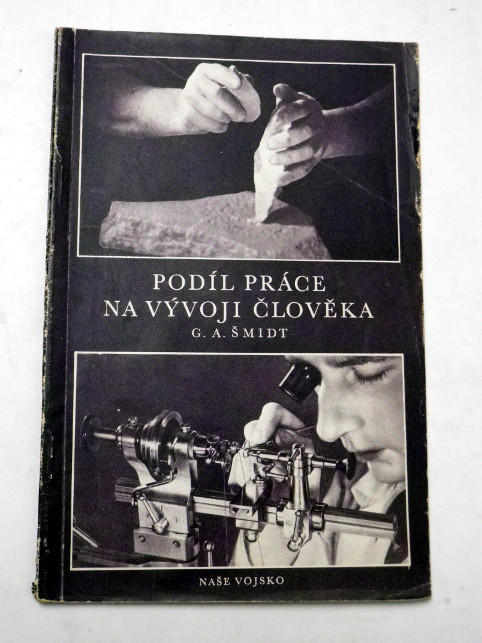 PODÍL PRÁCE
NA VÝVOJI ČLOVĚKA
G. A. ŠMIDT
NAŠE VOJSKO